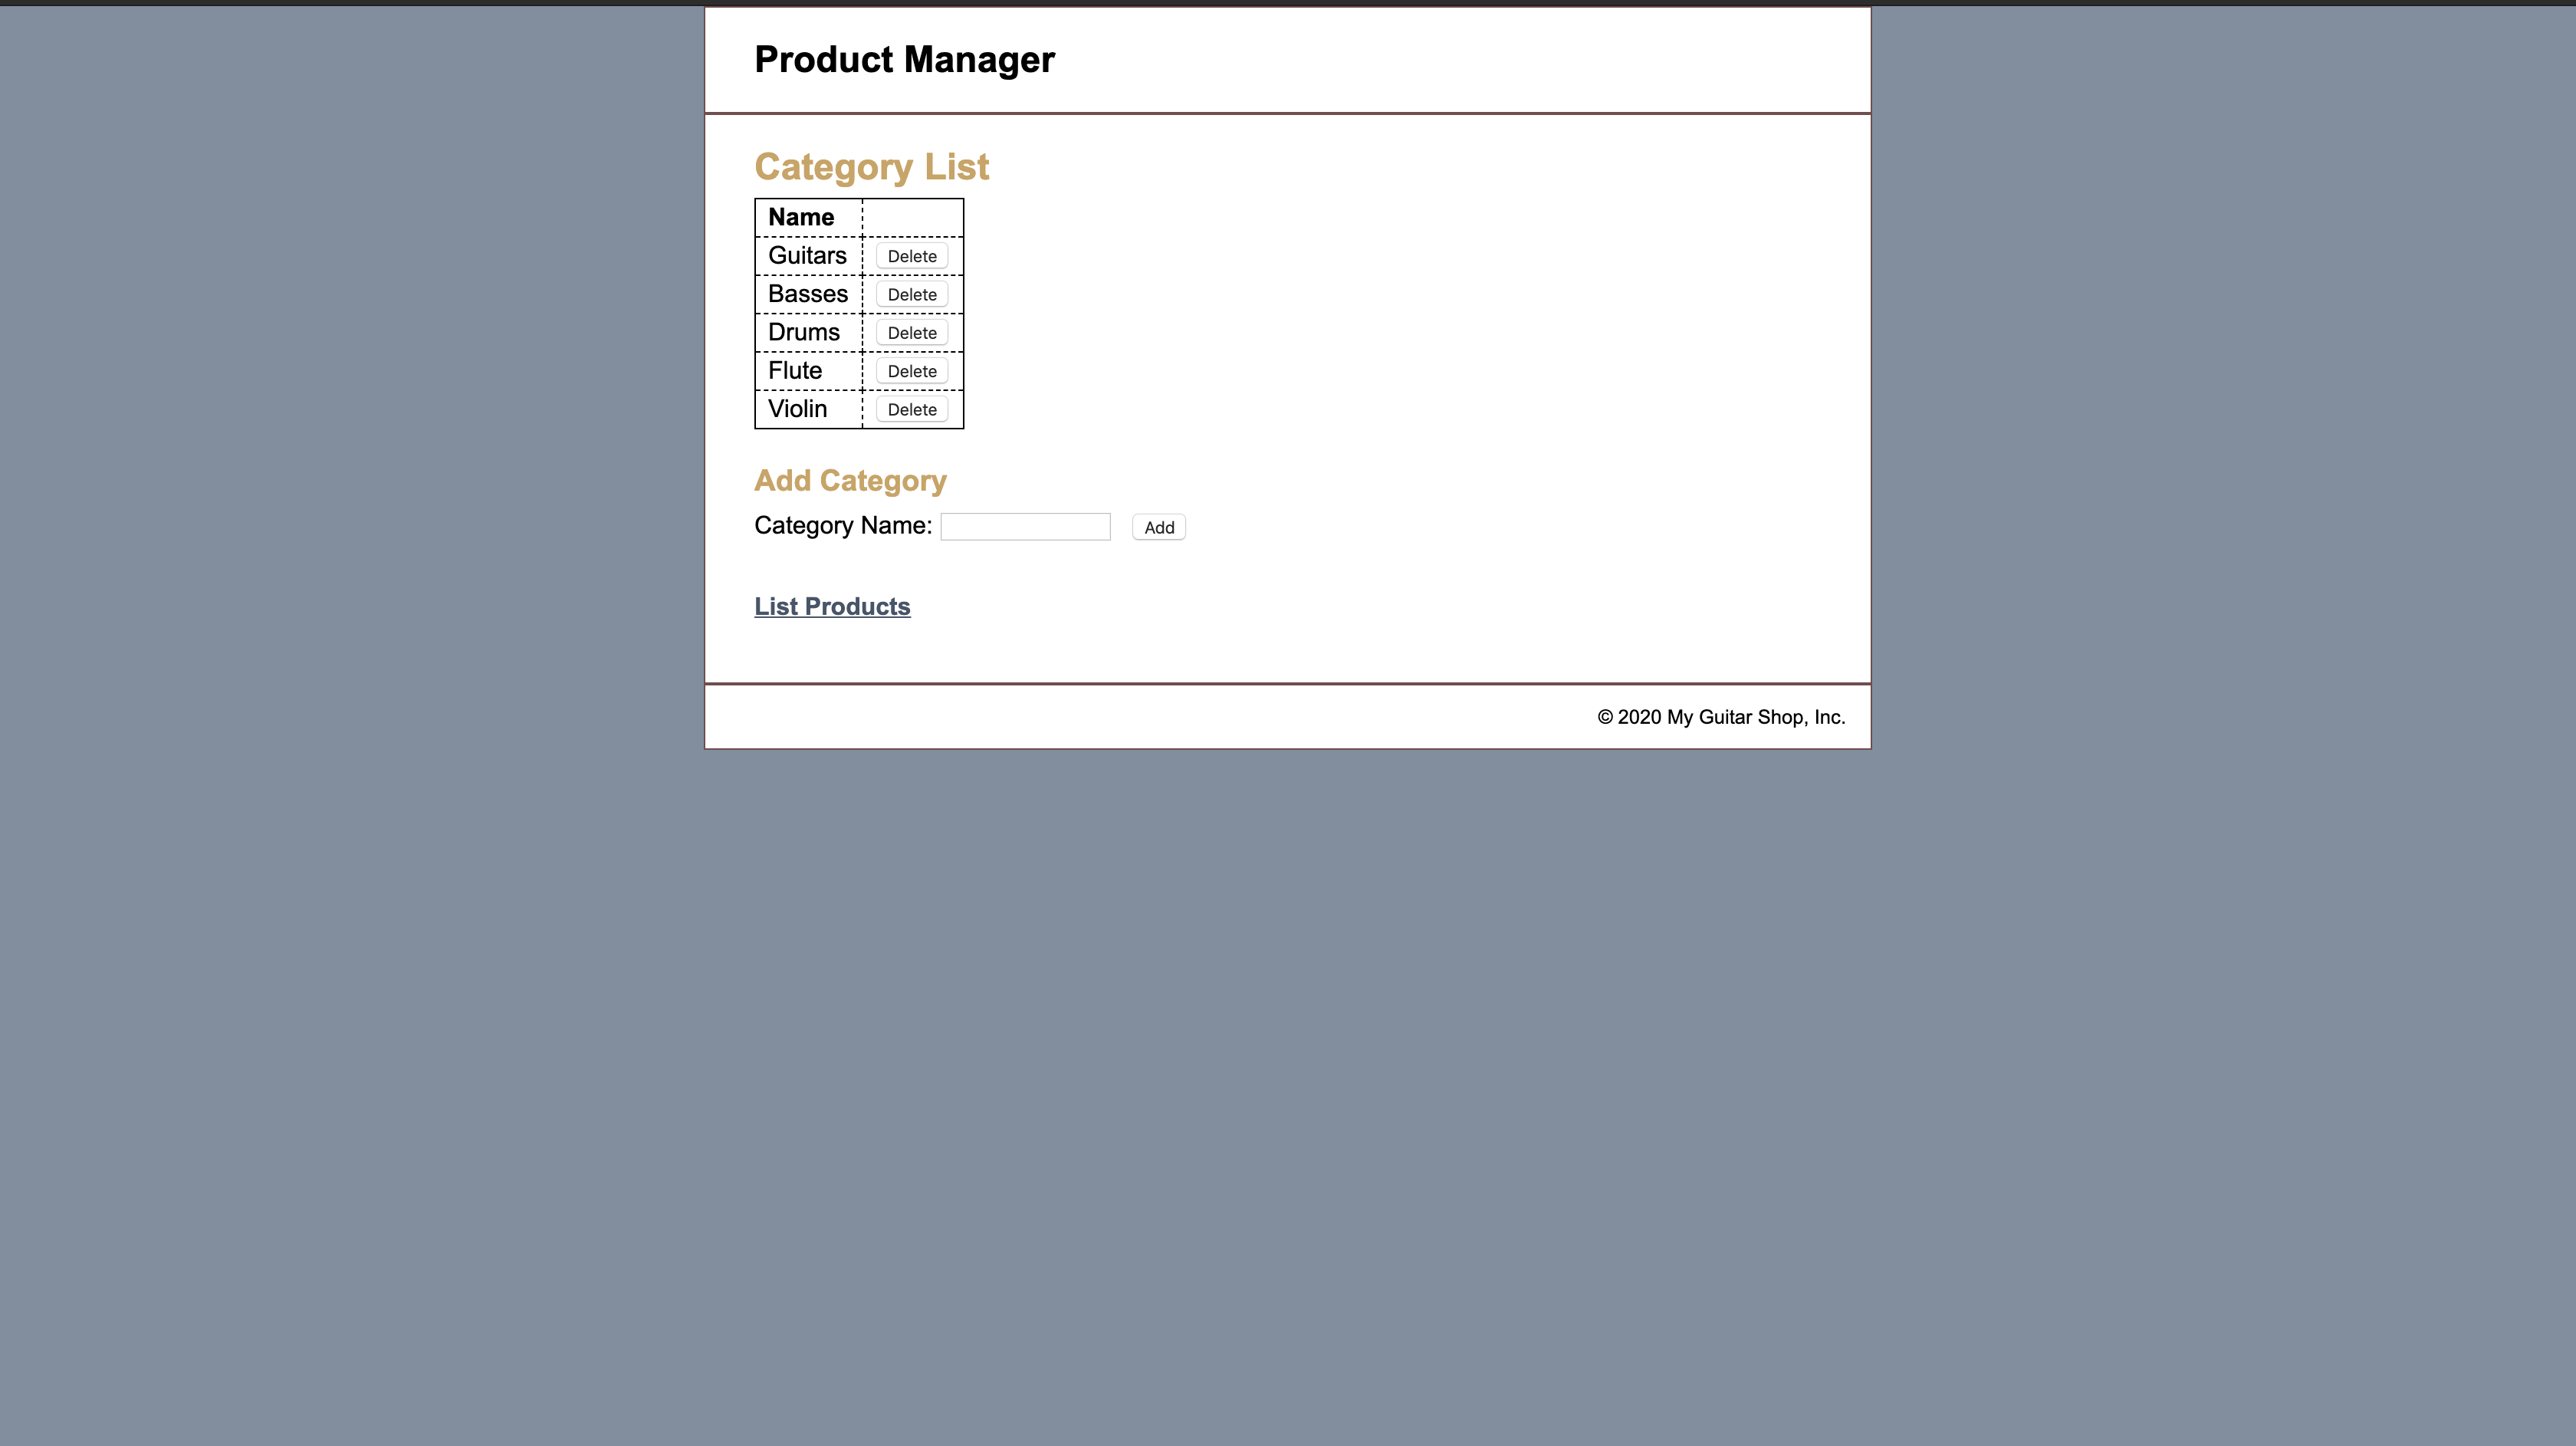 Product Manager
Category List
Name
Guitars Delete
Basses Delete
Drums Delete
Flute Delete
Violin Delete
Add Category
Category Name: Add
List Products
© 2020 My Guitar Shop, Inc.